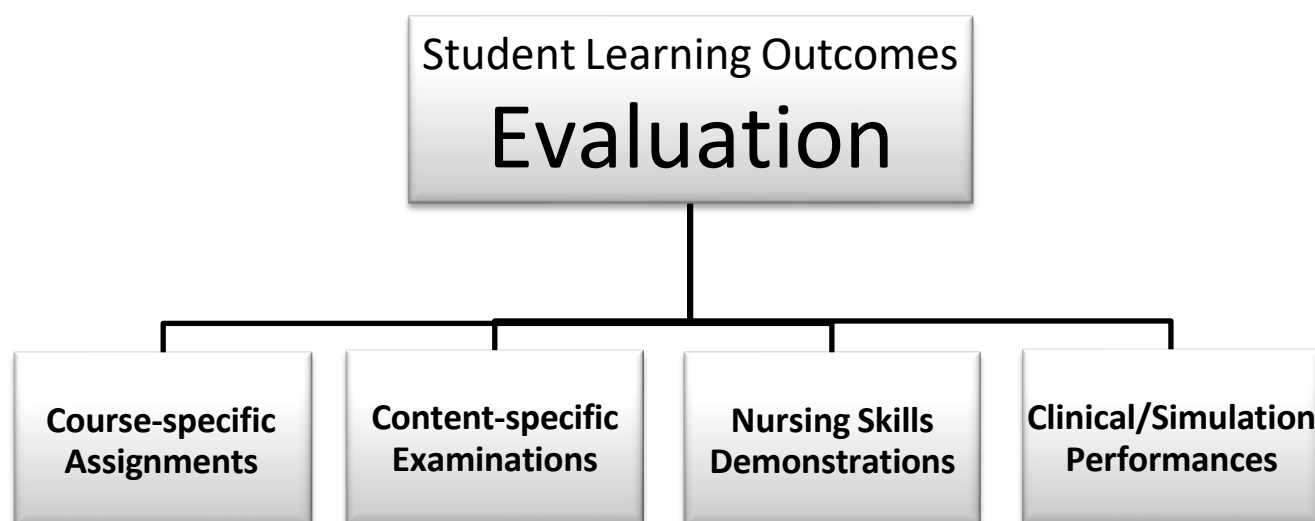 Student Learning Outcomes
Evaluation
Course-specific
Assignments
Content-specific
Examinations
Nursing Skills
Demonstrations
Clinical/Simulation
Performances